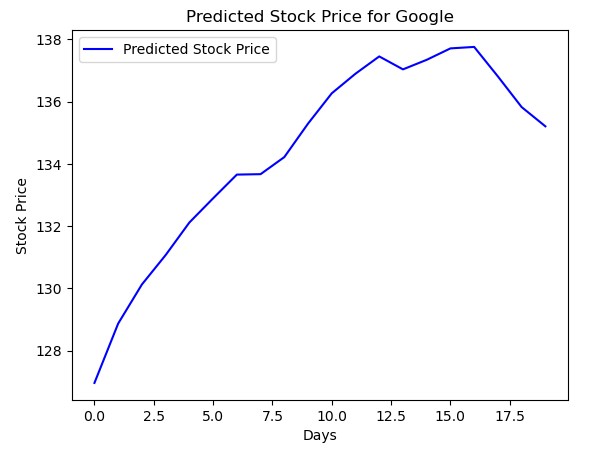 Predicted Stock Price for Google
Predicted Stock Price
138
136
134
132
130
128
Stock Price
0.0 2.5 5.0 7.5 10.0 12.5 15.0 17.5
Days